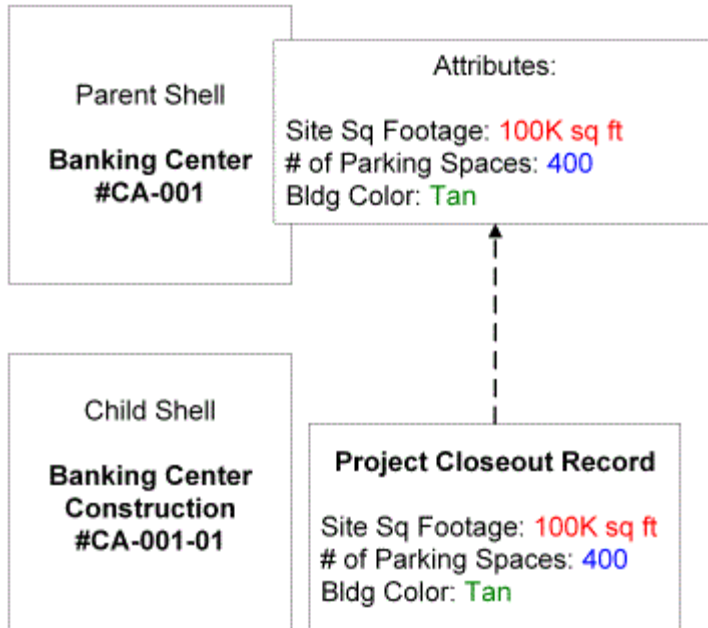 Parent Shell
Banking Center
#CA-001
Attributes:
Site Sq Footage: 100K sq ft
# of Parking Spaces: 400
Bldg Color: Tan
Child Shell
Banking Center
Construction
#CA-001-01
Project Closeout Record
Site Sq Footage: 100K sq ft
# of Parking Spaces: 400
Bldg Color: Tan